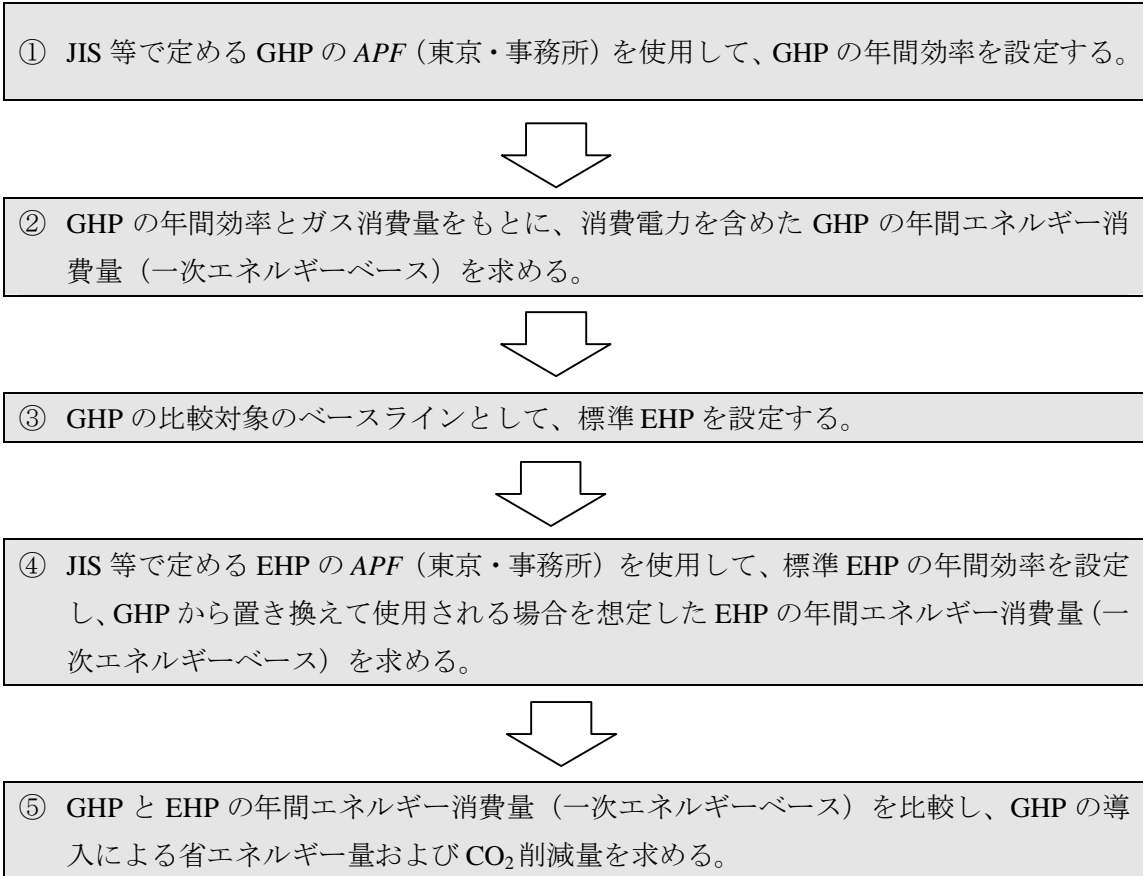 ① JIS 等で定める GHP の APF（東京・事務所）を使用して、GHP の年間効率を設定する。
② GHP の年間効率とガス消費量をもとに、消費電力を含めた GHP の年間エネルギー消
費量（一次エネルギーベース）を求める。
③ GHP の比較対象のベースラインとして、標準 EHP を設定する。
④ JIS 等で定める EHP の APF（東京・事務所）を使用して、標準 EHP の年間効率を設定
し、GHP から置き換えて使用される場合を想定した EHP の年間エネルギー消費量（一
次エネルギーベース）を求める。
⑤ GHP と EHP の年間エネルギー消費量（一次エネルギーベース）を比較し、GHP の導
入による省エネルギー量および CO₂削減量を求める。